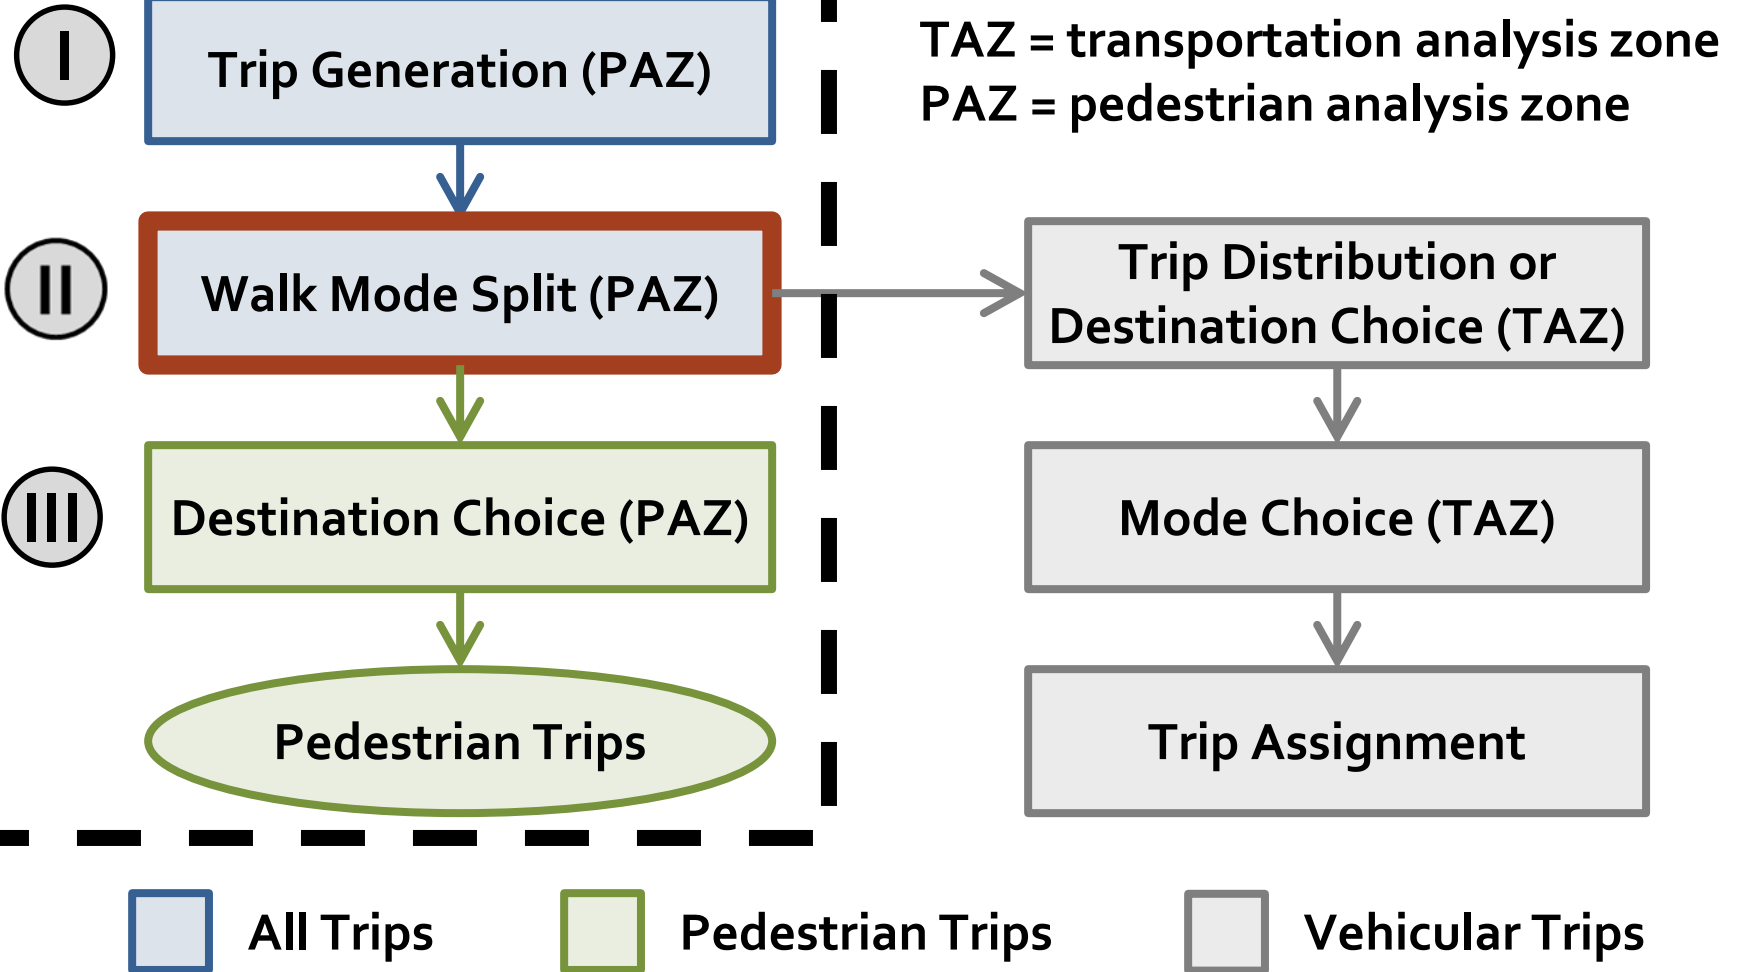 I
Trip Generation (PAZ)
TAZ = transportation analysis zone
PAZ = pedestrian analysis zone
II
Walk Mode Split (PAZ)
Trip Distribution or
Destination Choice (TAZ)
III
Destination Choice (PAZ)
Mode Choice (TAZ)
Pedestrian Trips
Trip Assignment
All Trips
Pedestrian Trips
Vehicular Trips